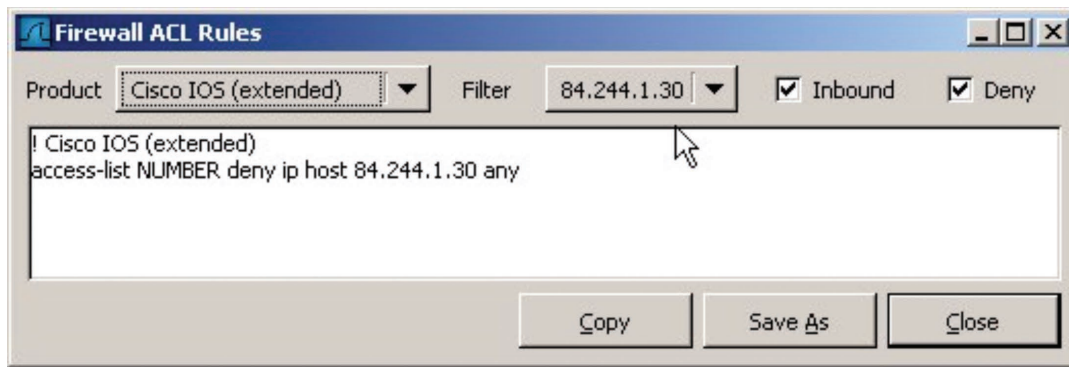 Firewall ACL Rules
Product Cisco IOS (extended) Filter 84.244.1.30 Inbound Deny
! Cisco IOS (extended)
access-list NUMBER deny ip host 84.244.1.30 any
Copy Save As Close